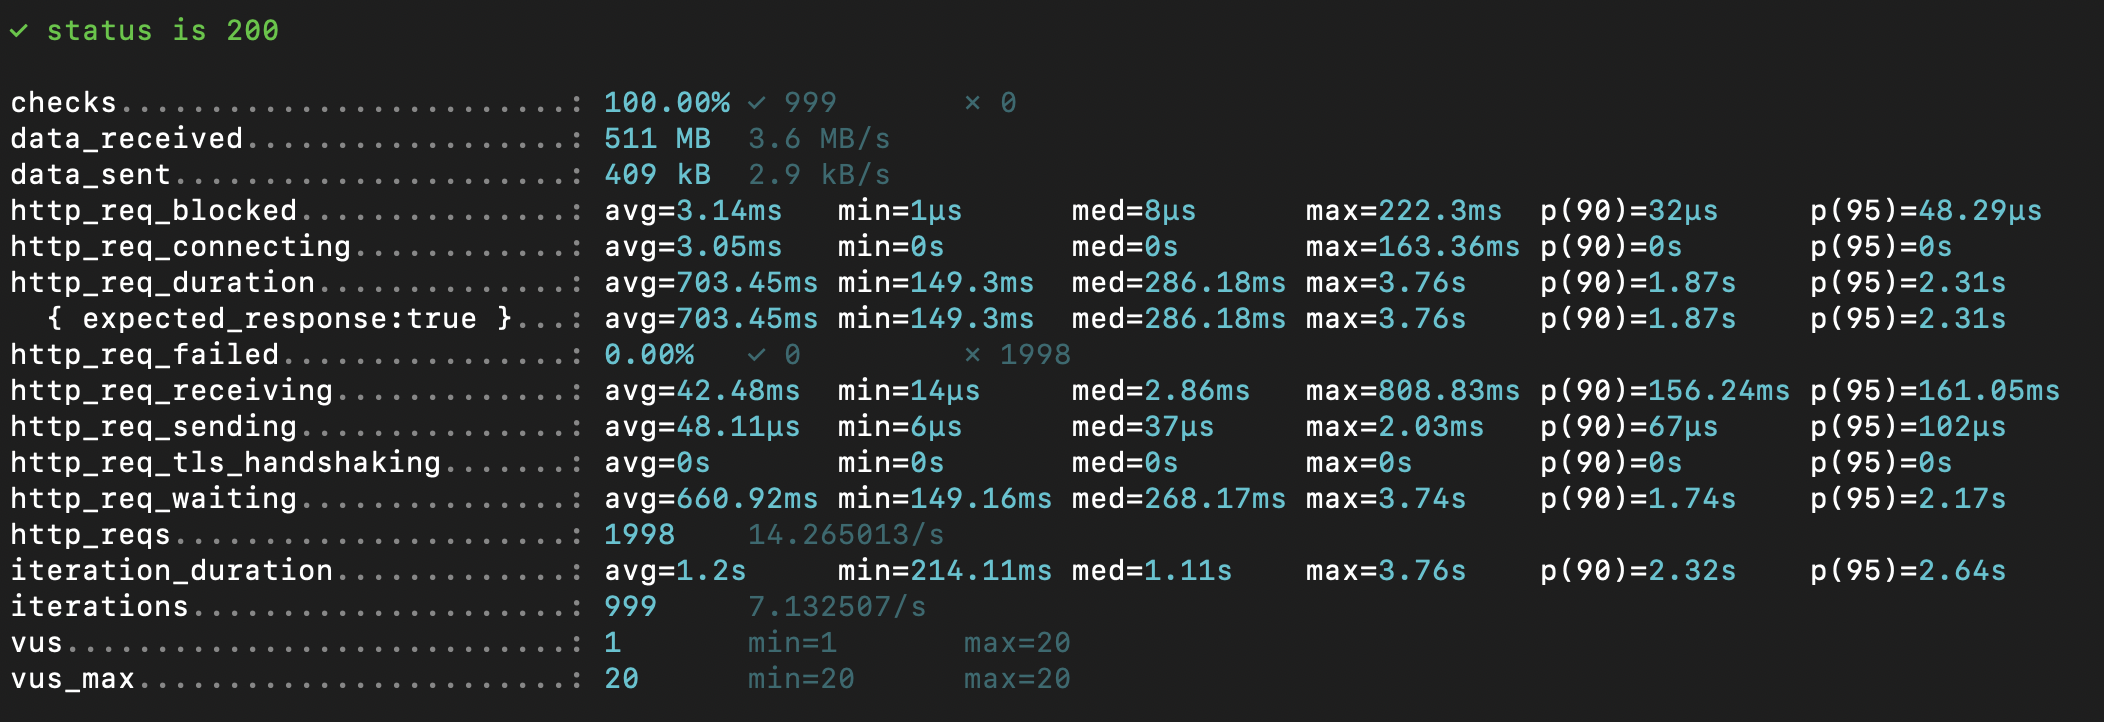 ✓ status is 200
checks.........................: 100.00% ✓ 999 ✗ 0
data_received..................: 511 MB 3.6 MB/s
data_sent......................: 409 kB 2.9 kB/s
http_req_blocked...............: avg=3.14ms min=1µs med=8µs max=222.3ms p(90)=32µs p(95)=48.29µs
http_req_connecting............: avg=3.05ms min=0s med=0s max=163.36ms p(90)=0s p(95)=0s
http_req_duration..............: avg=703.45ms min=149.3ms med=286.18ms max=3.76s p(90)=1.87s p(95)=2.31s
{ expected_response:true }...: avg=703.45ms min=149.3ms med=286.18ms max=3.76s p(90)=1.87s p(95)=2.31s
http_req_failed................: 0.00% ✓ 0 ✗ 1998
http_req_receiving.............: avg=42.48ms min=14µs med=2.86ms max=808.83ms p(90)=156.24ms p(95)=161.05ms
http_req_sending...............: avg=48.11µs min=6µs med=37µs max=2.03ms p(90)=67µs p(95)=102µs
http_req_tls_handshaking.......: avg=0s min=0s med=0s max=0s p(90)=0s p(95)=0s
http_req_waiting...............: avg=660.92ms min=149.16ms med=268.17ms max=3.74s p(90)=1.74s p(95)=2.17s
http_reqs......................: 1998 14.265013/s
iteration_duration.............: avg=1.2s min=214.11ms med=1.11s max=3.76s p(90)=2.32s p(95)=2.64s
iterations.....................: 999 7.132507/s
vus............................: 1 min=1 max=20
vus_max........................: 20 min=20 max=20